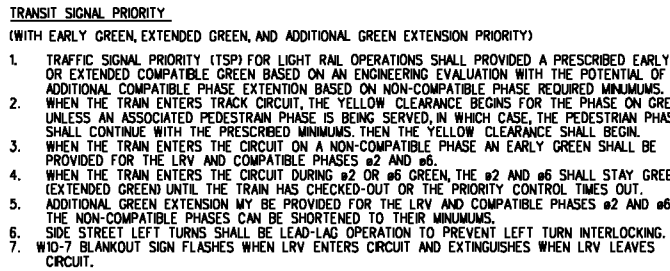 TRANSIT SIGNAL PRIORITY
(WITH EARLY GREEN, EXTENDED GREEN, AND ADDITIONAL GREEN EXTENSION PRIORITY)
1. TRAFFIC SIGNAL PRIORITY (TSP) FOR LIGHT RAIL OPERATIONS SHALL PROVIDED A PRESCRIBED EARLY
OR EXTENDED COMPATIBLE GREEN BASED ON AN ENGINEERING EVALUATION WITH THE POTENTIAL OF
ADDITIONAL COMPATIBLE PHASE EXTENTION BASED ON NON-COMPATIBLE PHASE REQUIRED MINUMUMS.
2. WHEN THE TRAIN ENTERS TRACK CIRCUIT, THE YELLOW CLEARANCE BEGINS FOR THE PHASE ON GRE
UNLESS AN ASSOCIATED PEDESTRAIN PHASE IS BEING SERVED, IN WHICH CASE, THE PEDESTRIAN PHAS
SHALL CONTINUE WITH THE PRESCRIBED MINIMUMS. THEN THE YELLOW CLEARANCE SHALL BEGIN.
3. WHEN THE TRAIN ENTERS THE CIRCUIT ON A NON-COMPATIBLE PHASE AN EARLY GREEN SHALL BE
PROVIDED FOR THE LRV AND COMPATIBLE PHASES ø2 AND ø6.
4. WHEN THE TRAIN ENTERS THE CIRCUIT DURING ø2 OR ø6 GREEN, THE ø2 AND ø6 SHALL STAY GREE
(EXTENDED GREEN) UNTIL THE TRAIN HAS CHECKED-OUT OR THE PRIORITY CONTROL TIMES OUT.
5. ADDITIONAL GREEN EXTENSION MY BE PROVIDED FOR THE LRV AND COMPATIBLE PHASES ø2 AND ø6
THE NON-COMPATIBLE PHASES CAN BE SHORTENED TO THEIR MINUMUMS.
6. SIDE STREET LEFT TURNS SHALL BE LEAD-LAG OPERATION TO PREVENT LEFT TURN INTERLOCKING.
7. W10-7 BLANKOUT SIGN FLASHES WHEN LRV ENTERS CIRCUIT AND EXTINGUISHES WHEN LRV LEAVES
CIRCUIT.